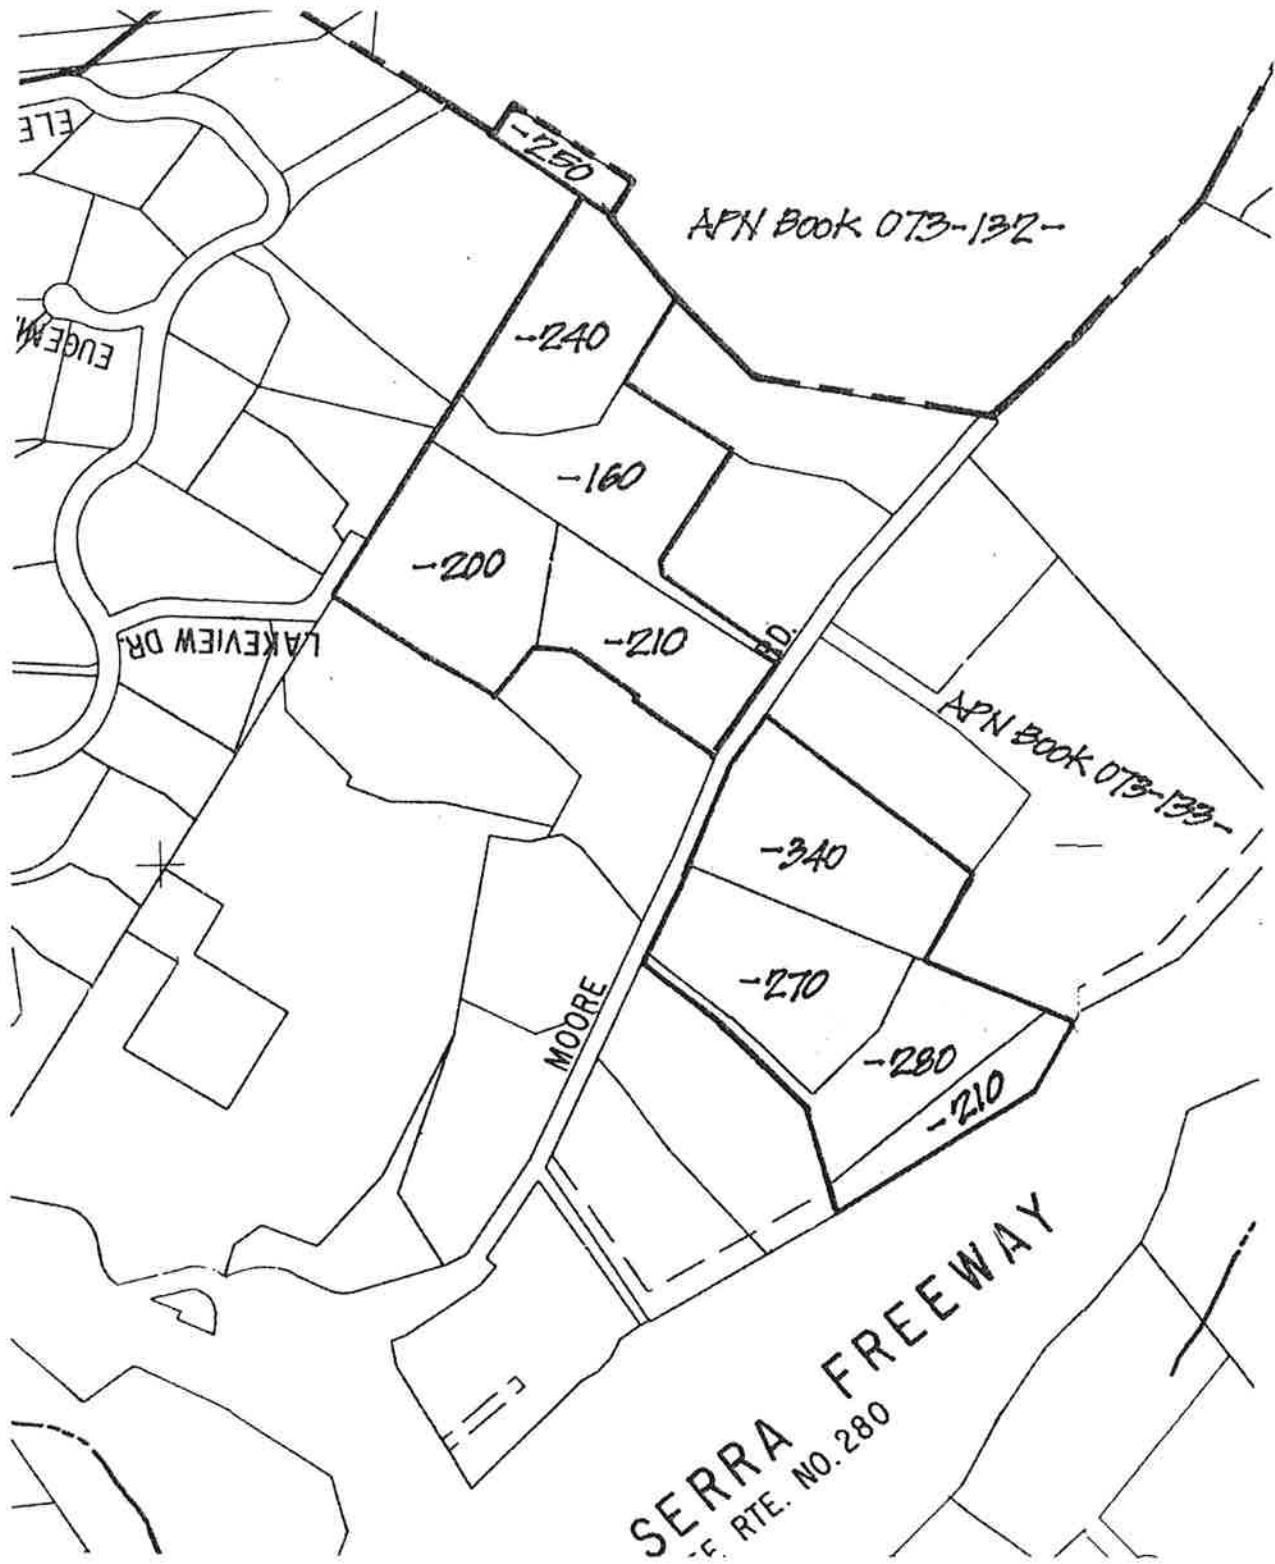 ELE
-250
APN BOOK 073-132-
-240
-160
-200
LAKEVIEW DR.
-210
RD.
APN BOOK 073-133-
-340
-270
-280
-210
MOORE
SERRA FREEWAY
RTE. NO. 280